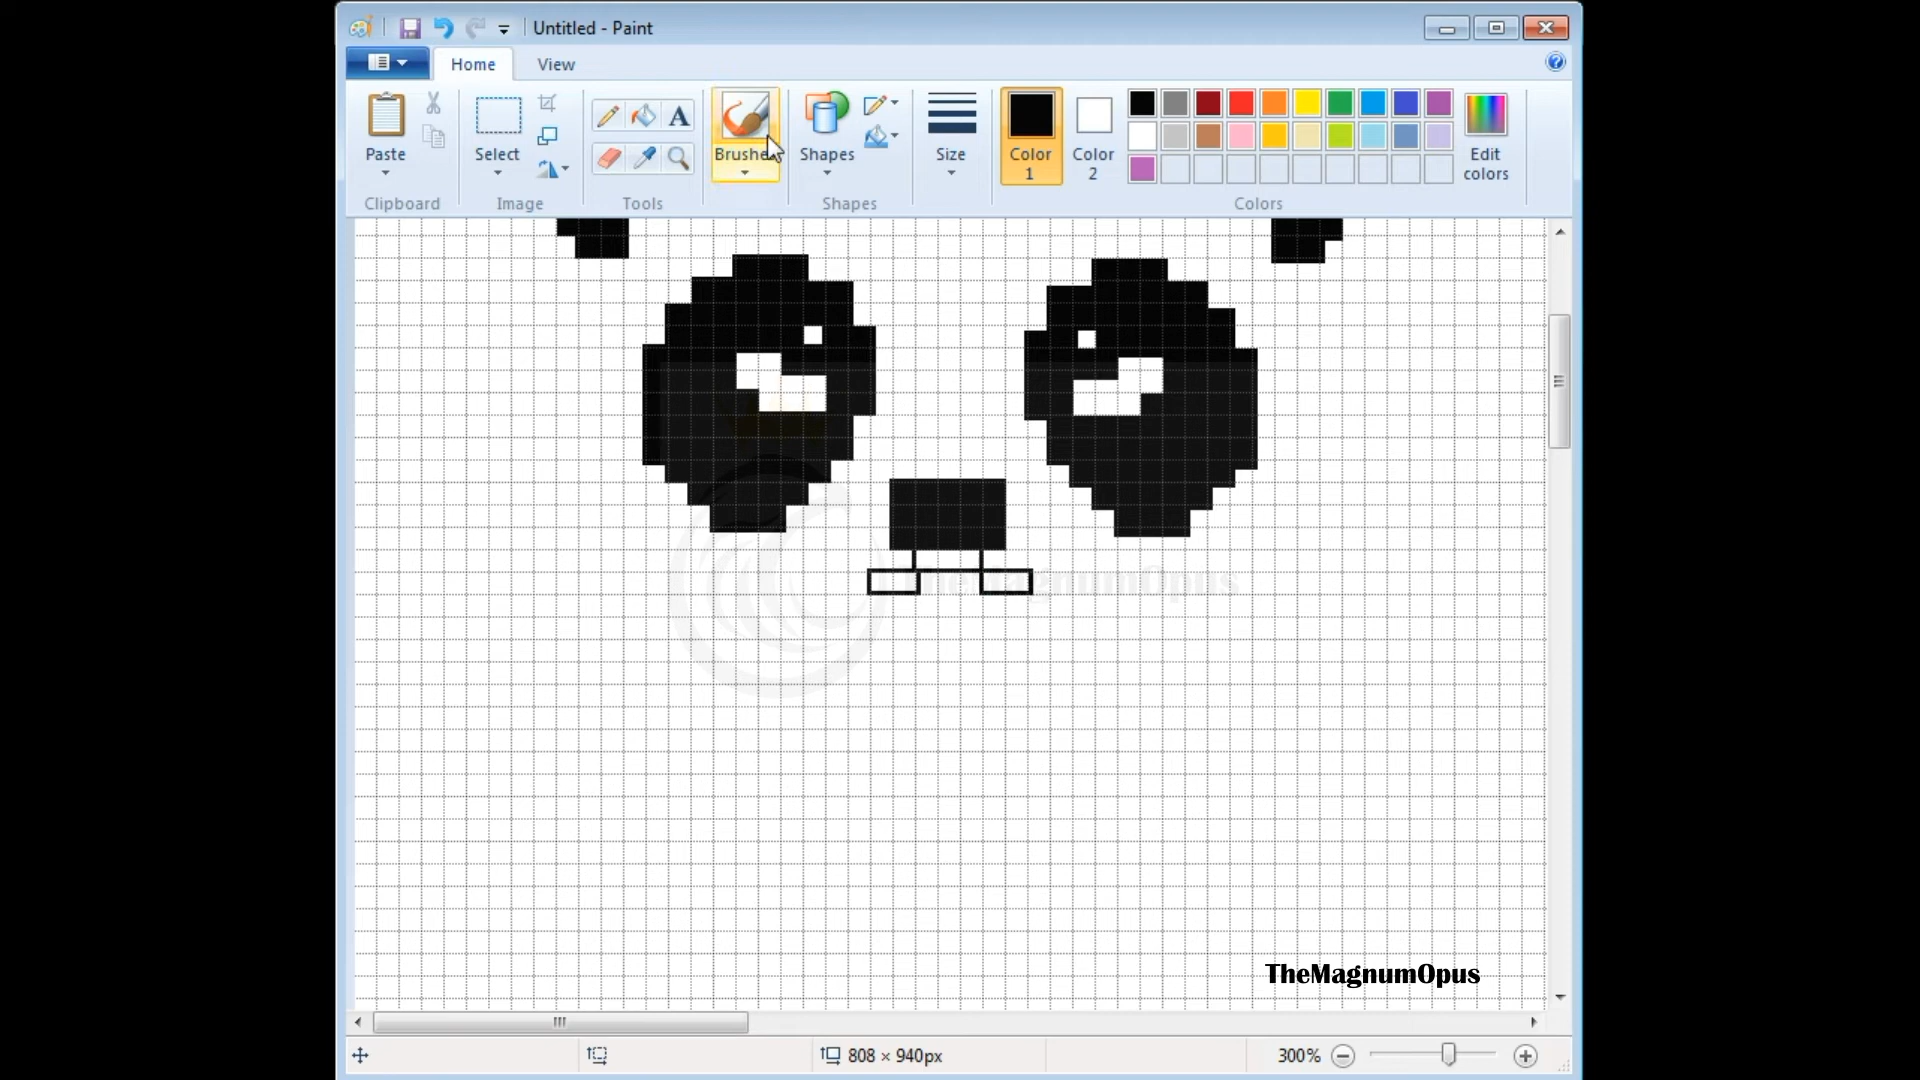 Untitled - Paint
Home View
Paste
Select
Brushes
Shapes
Size
Color
1
Color
2
Edit
colors
Clipboard
Image
Tools
Shapes
Colors
TheMagnumOpus
TheMagnumOpus
808 × 940px
300%